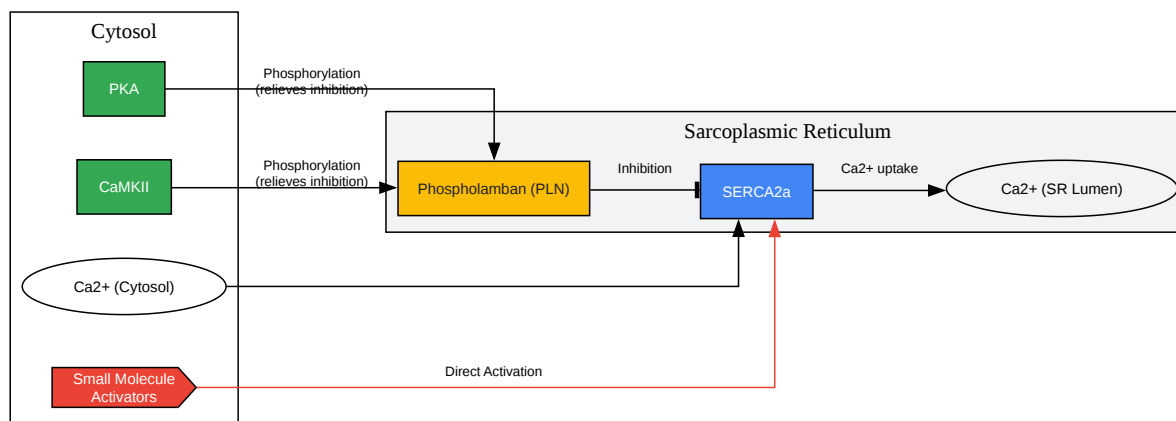 Cytosol
PKA
Phosphorylation
(relieves inhibition)
Sarcoplasmic Reticulum
CaMKII
Phosphorylation
(relieves inhibition)
Phospholamban (PLN)
Inhibition
SERCA2a
Ca2+ uptake
Ca2+ (SR Lumen)
Ca2+ (Cytosol)
Small Molecule
Activators
Direct Activation